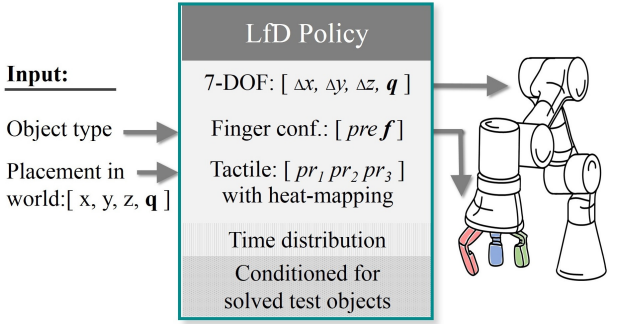 LfD Policy
Input:
7-DOF: [ Δx, Δy, Δz, q ]
Object type
Finger conf.: [ pre f ]
Placement in
world:[ x, y, z, q ]
Tactile: [ pr₁ pr₂ pr₃ ]
with heat-mapping
Time distribution
Conditioned for
solved test objects